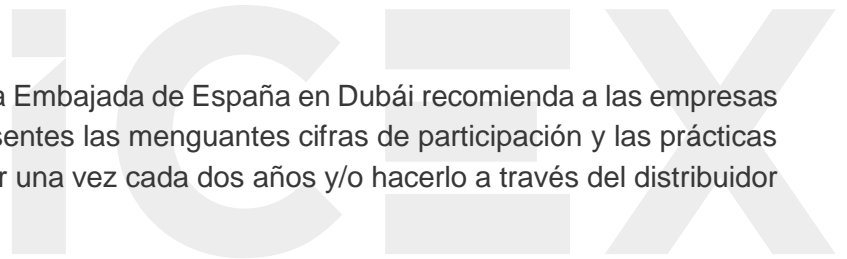 iCEX
a Embajada de España en Dubái recomienda a las empresas
sentes las menguantes cifras de participación y las prácticas
r una vez cada dos años y/o hacerlo a través del distribuidor